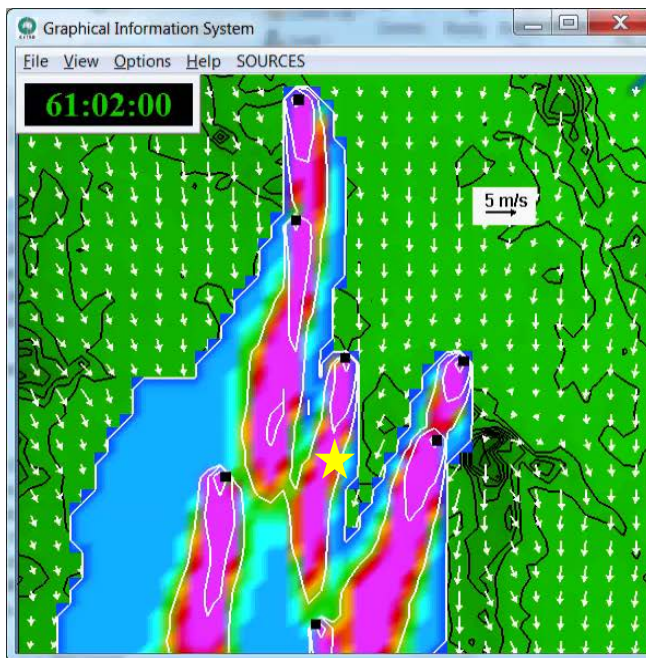 Graphical Information System
File View Options Help SOURCES
61:02:00
5 m/s